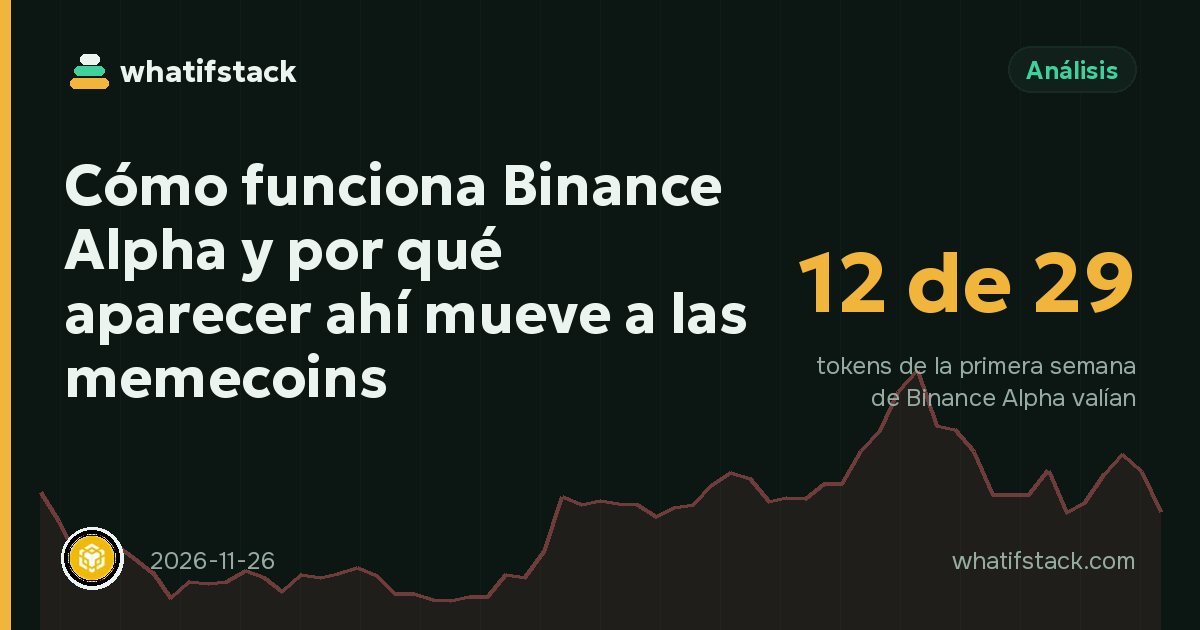 whatifstack
Análisis
Cómo funciona Binance
Alpha y por qué
aparecer ahí mueve a las
memecoins
12 de 29
tokens de la primera semana
de Binance Alpha valían
2026-11-26
whatifstack.com